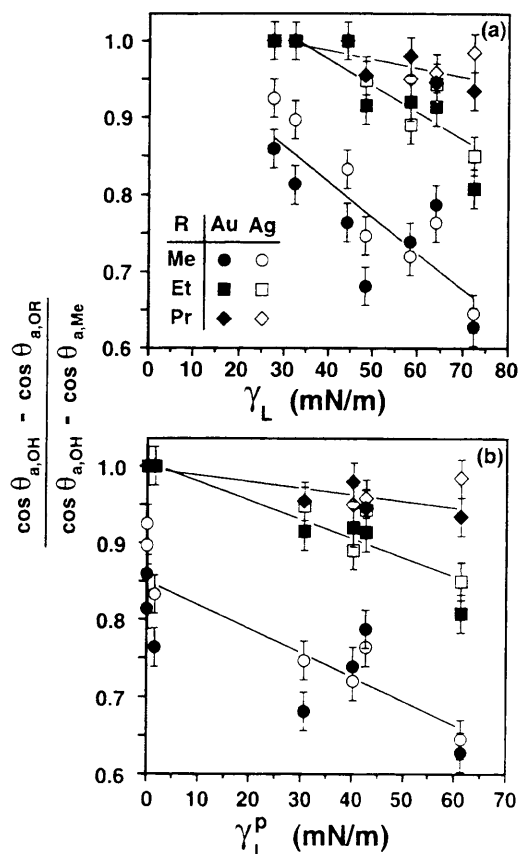 (a)
1.0
0.9
0.8
0.7
0.6
R Au Ag
Me
Et
Pr
0 10 20 30 40 50 60 70 80
γL (mN/m)
cos θa,OH - cos θa,OR
cos θa,OH - cos θa,Me
(b)
1.0
0.9
0.8
0.7
0.6
0 10 20 30 40 50 60 70
γLp (mN/m)